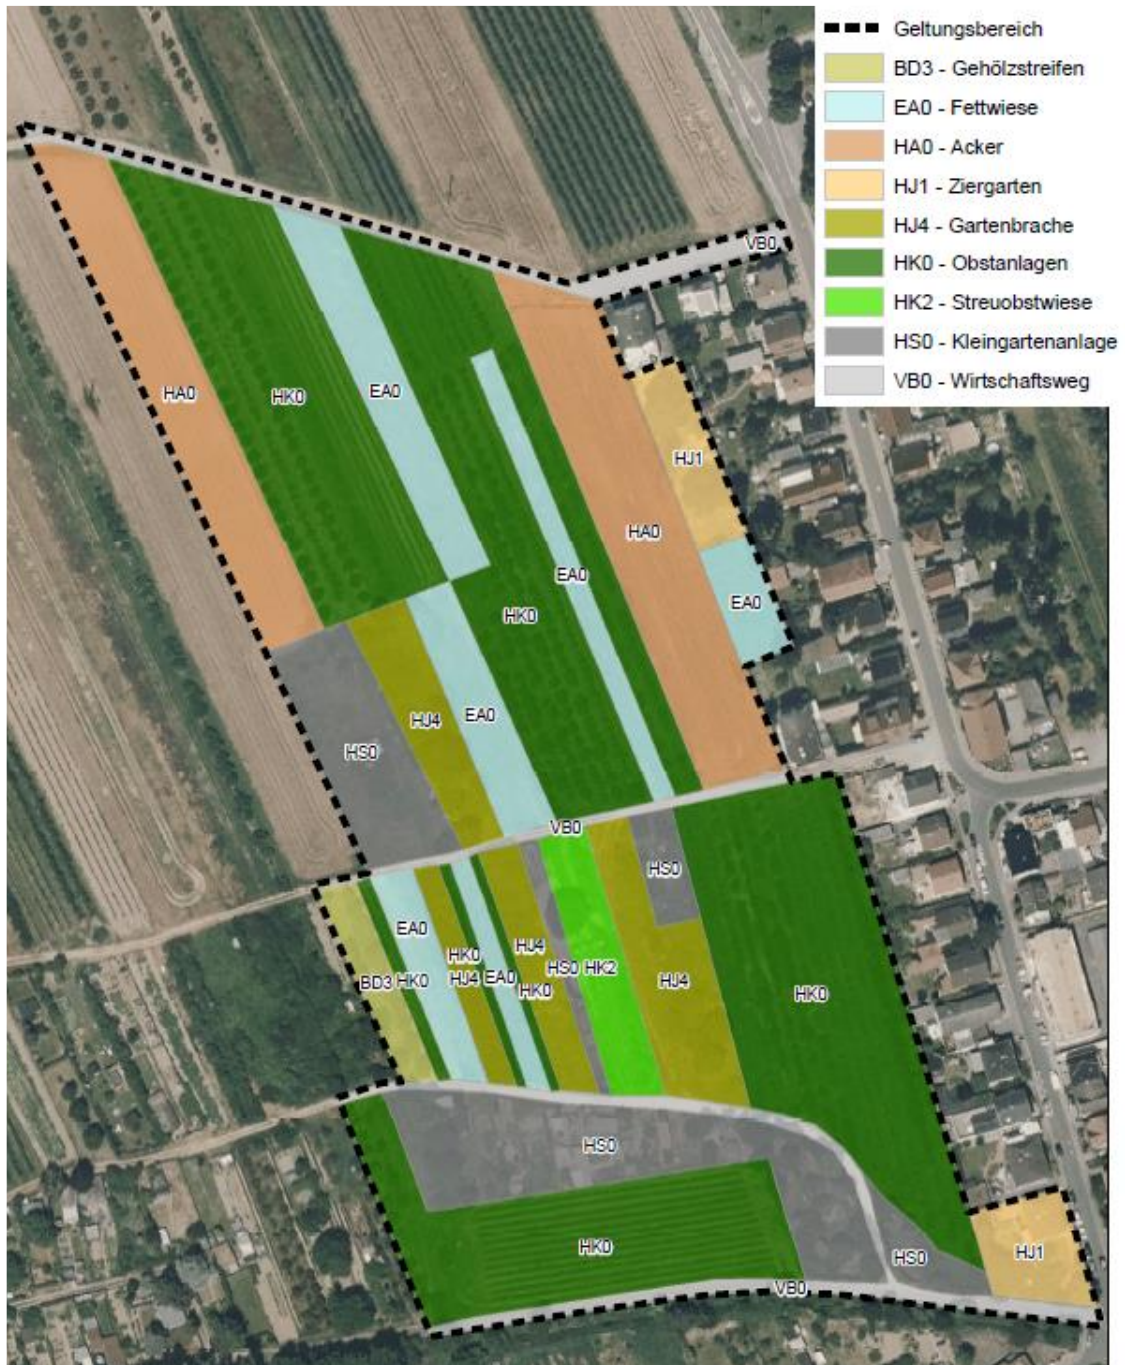 Geltungsbereich
BD3 - Gehölzstreifen
EA0 - Fettwiese
HA0 - Acker
HJ1 - Ziergarten
HJ4 - Gartenbrache
HK0 - Obstanlagen
HK2 - Streuobstwiese
HS0 - Kleingartenanlage
VB0 - Wirtschaftsweg
VB0
HA0
HK0
EA0
HJ1
HA0
EA0
EA0
HK0
HJ4
EA0
HS0
VB0
HS0
EA0
HK0
HJ4
HS0
HK2
BD3
HK0
HJ4
EA0
HK0
HJ4
HK0
HS0
HK0
HS0
HJ1
VB0